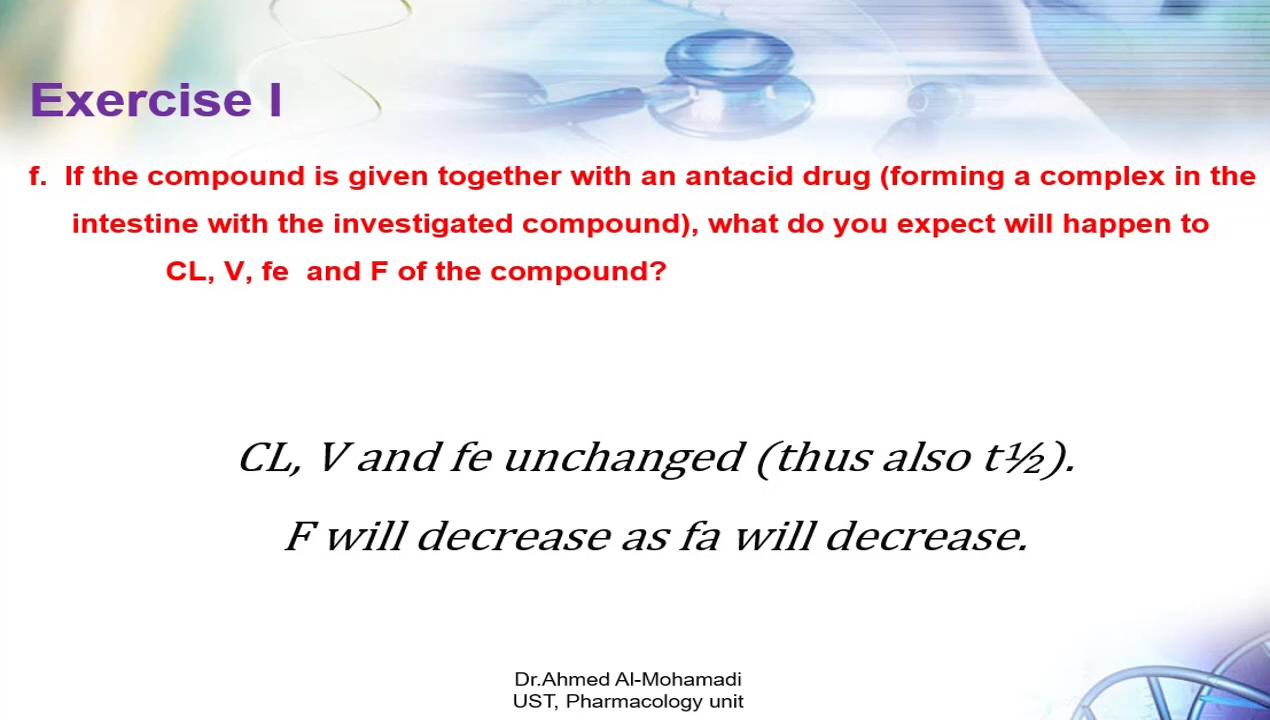 Exercise I
f. If the compound is given together with an antacid drug (forming a complex in the
intestine with the investigated compound), what do you expect will happen to
CL, V, fe and F of the compound?
CL, V and fe unchanged (thus also t½).
F will decrease as fa will decrease.
Dr.Ahmed Al-Mohamadi
UST, Pharmacology unit